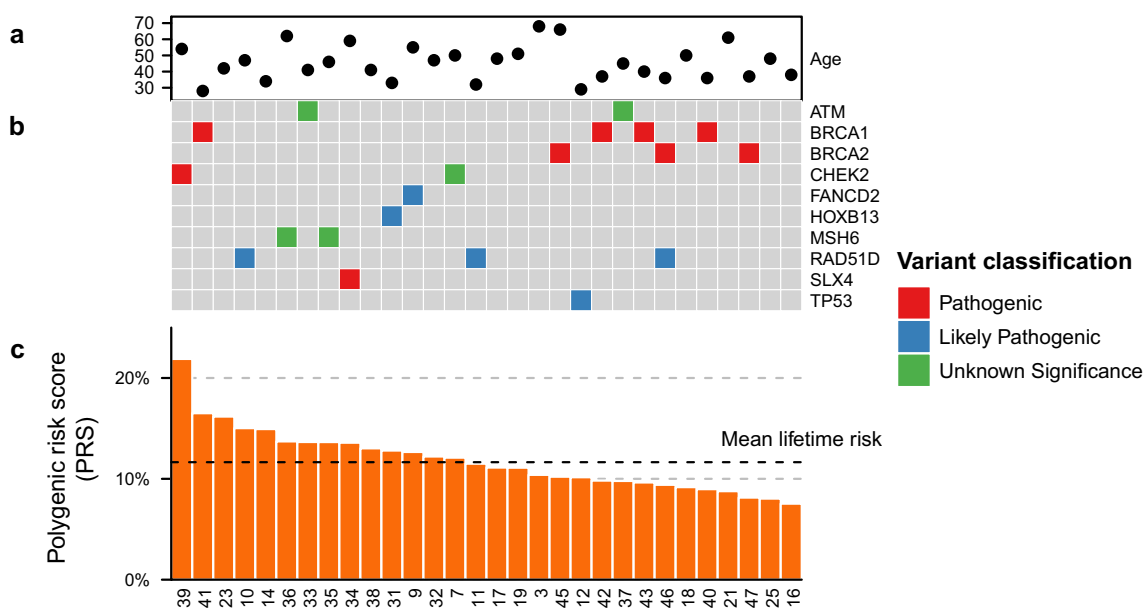 a
70
60
50
40
30
Age
b
ATM
BRCA1
BRCA2
CHEK2
FANCD2
HOXB13
MSH6
RAD51D
SLX4
TP53
Variant classification
Pathogenic
Likely Pathogenic
Unknown Significance
c
Polygenic risk score
(PRS)
20%
10%
0%
Mean lifetime risk
39 41 23 10 14 36 33 35 34 38 31 9 32 7 11 17 19 3 45 12 42 37 43 46 18 40 21 47 25 16